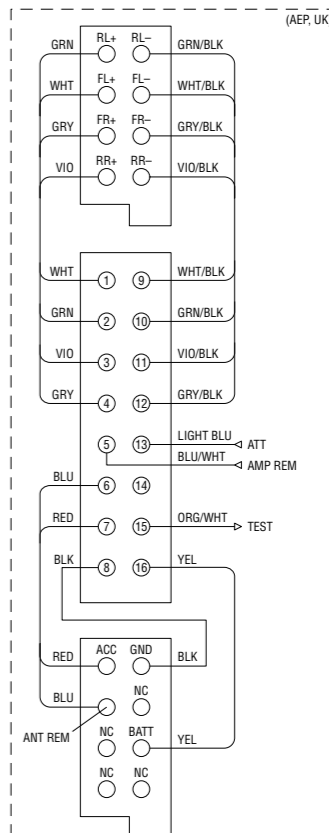 (AEP, UK
RL+ RL–
GRN GRN/BLK
FL+ FL–
WHT WHT/BLK
FR+ FR–
GRY GRY/BLK
RR+ RR–
VIO VIO/BLK
WHT 1 9 WHT/BLK
GRN 2 10 GRN/BLK
VIO 3 11 VIO/BLK
GRY 4 12 GRY/BLK
5 13 LIGHT BLU ATT
BLU/WHT AMP REM
BLU 6 14
RED 7 15 ORG/WHT TEST
BLK 8 16 YEL
RED ACC GND BLK
BLU NC
ANT REM NC BATT YEL
NC NC